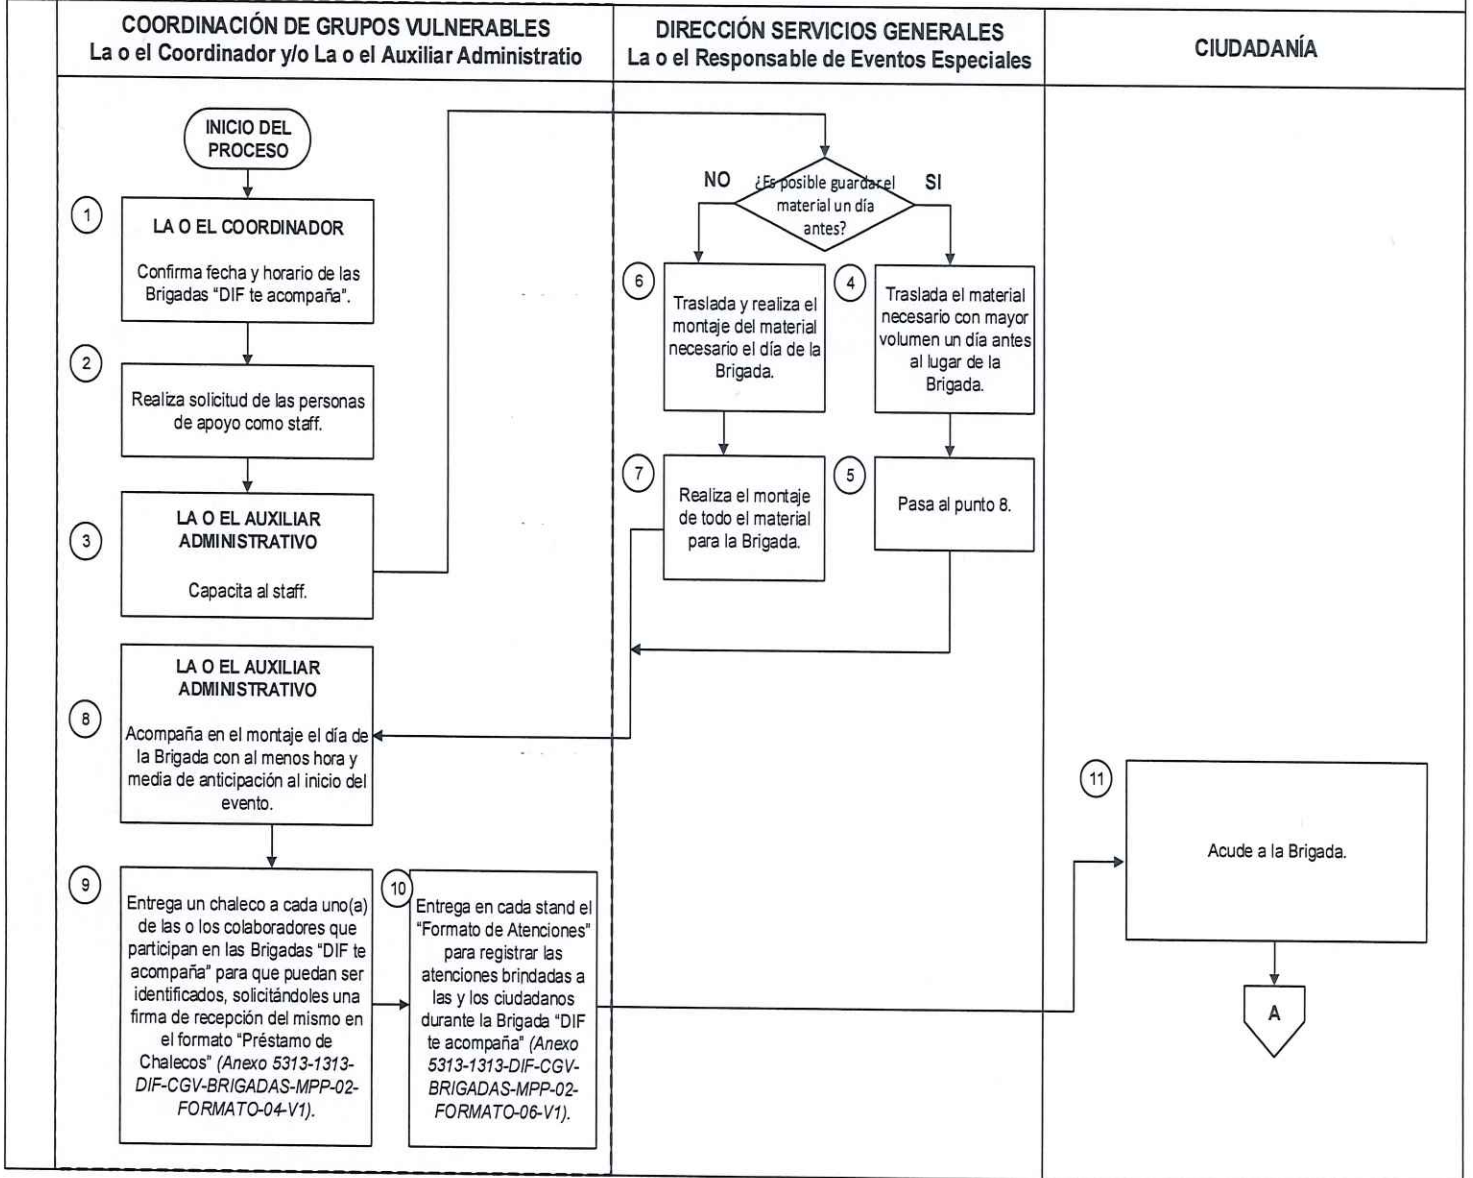 COORDINACIÓN DE GRUPOS VULNERABLES
La o el Coordinador y/o La o el Auxiliar Administratio
DIRECCIÓN SERVICIOS GENERALES
La o el Responsable de Eventos Especiales
CIUDADANÍA
INICIO DEL
PROCESO
1
LA O EL COORDINADOR
Confirma fecha y horario de las
Brigadas “DIF te acompaña”.
2
Realiza solicitud de las personas
de apoyo como staff.
3
LA O EL AUXILIAR
ADMINISTRATIVO
Capacita al staff.
NO
¿Es posible guardar el
material un día
antes?
SI
6
Traslada y realiza el
montaje del material
necesario el día de la
Brigada.
4
Traslada el material
necesario con mayor
volumen un día antes
al lugar de la
Brigada.
7
Realiza el montaje
de todo el material
para la Brigada.
5
Pasa al punto 8.
8
LA O EL AUXILIAR
ADMINISTRATIVO
Acompaña en el montaje el día de
la Brigada con al menos hora y
media de anticipación al inicio del
evento.
9
Entrega un chaleco a cada uno(a)
de las o los colaboradores que
participan en las Brigadas “DIF te
acompaña” para que puedan ser
identificados, solicitándoles una
firma de recepción del mismo en
el formato “Préstamo de
Chalecos” (Anexo 5313-1313-
DIF-CGV-BRIGADAS-MPP-02-
FORMATO-04-V1).
10
Entrega en cada stand el
“Formato de Atenciones”
para registrar las
atenciones brindadas a
las y los ciudadanos
durante la Brigada “DIF
te acompaña” (Anexo
5313-1313-DIF-CGV-
BRIGADAS-MPP-02-
FORMATO-06-V1).
11
Acude a la Brigada.
A